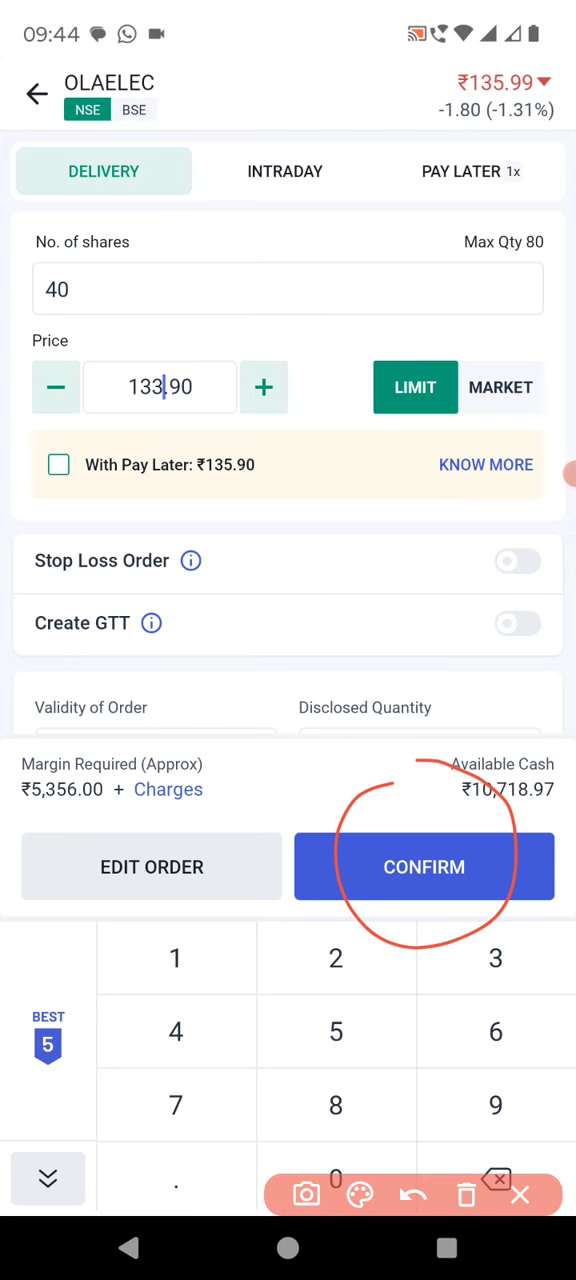 09:44
OLAELEC
₹135.99
NSE BSE
-1.80 (-1.31%)
DELIVERY INTRADAY PAY LATER 1x
No. of shares Max Qty 80
40
Price
− 133.90 + LIMIT MARKET
With Pay Later: ₹135.90 KNOW MORE
Stop Loss Order i
Create GTT i
Validity of Order Disclosed Quantity
Margin Required (Approx) Available Cash
₹5,356.00 + Charges ₹10,718.97
EDIT ORDER CONFIRM
1 2 3
BEST
5
4 5 6
7 8 9
. 0